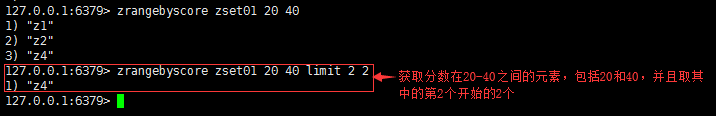 127.0.0.1:6379> zrangebyscore zset01 20 40
1) "z1"
2) "z2"
3) "z4"
127.0.0.1:6379> zrangebyscore zset01 20 40 limit 2 2
1) "z4"
127.0.0.1:6379>
获取分数在20-40之间的元素，包括20和40，并且取其
中的第2个开始的2个